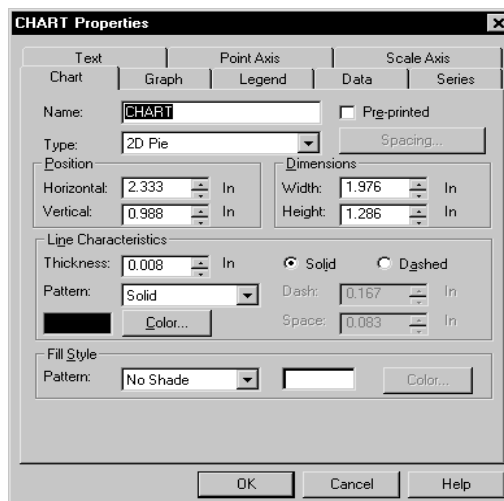 CHART Properties
Text Point Axis Scale Axis
Chart Graph Legend Data Series
Name: CHART Pre-printed
Type: 2D Pie Spacing...
Position Dimensions
Horizontal: 2.333 In Width: 1.976 In
Vertical: 0.988 In Height: 1.286 In
Line Characteristics
Thickness: 0.008 In Solid Dashed
Pattern: Solid Dash: 0.167 In
Color... Space: 0.083 In
Fill Style
Pattern: No Shade Color...
OK Cancel Help